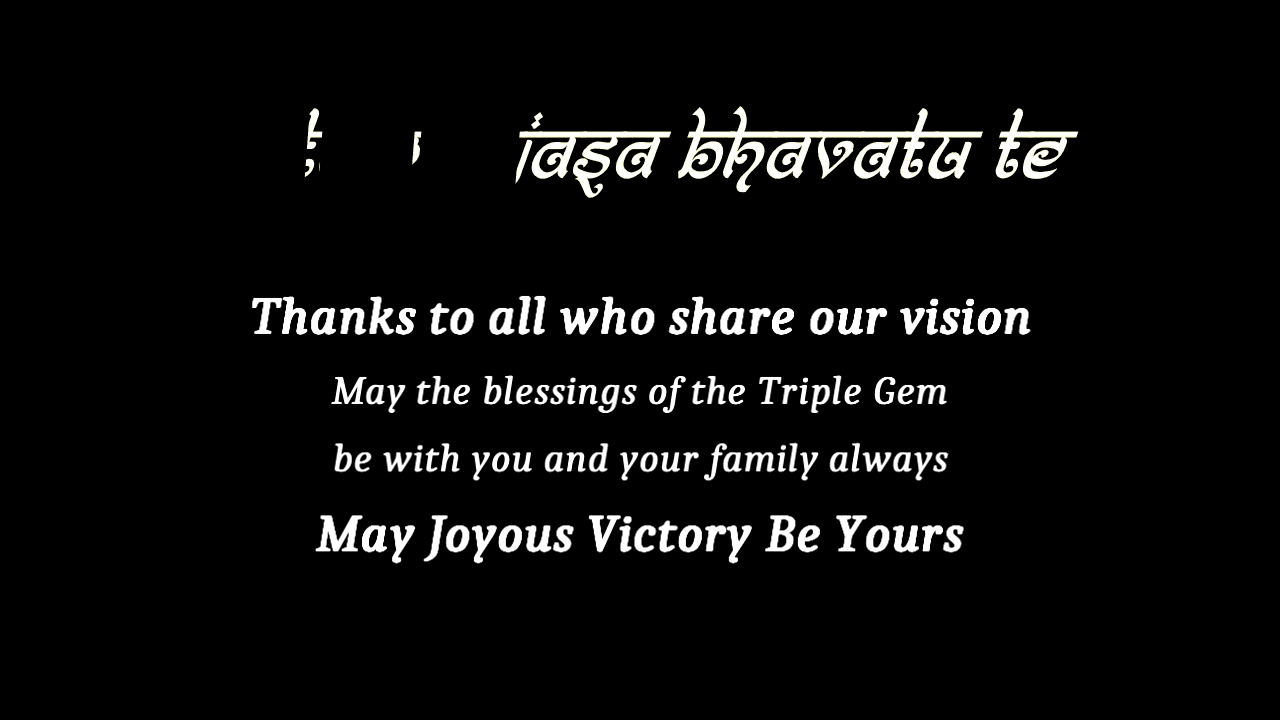 bhavatu te
Thanks to all who share our vision
May the blessings of the Triple Gem
be with you and your family always
May Joyous Victory Be Yours